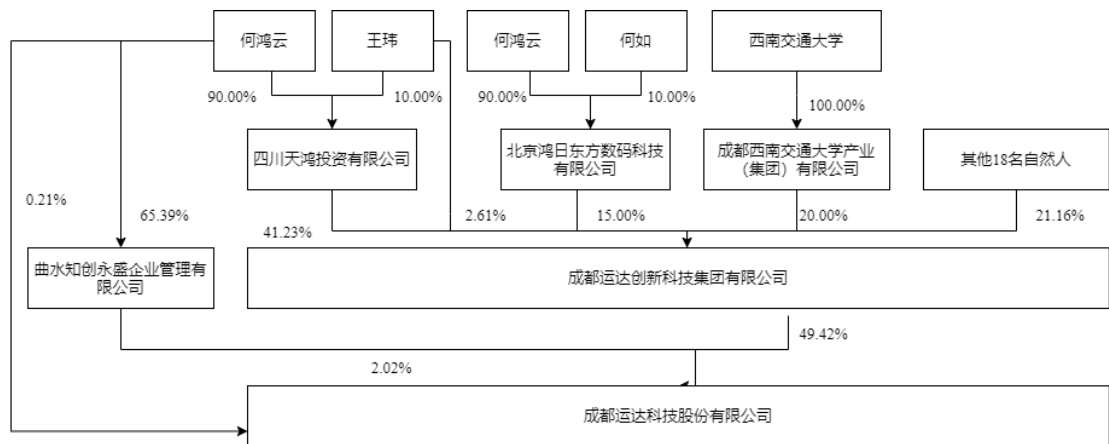 何鸿云
王玮
何鸿云
何如
西南交通大学
90.00%
10.00%
90.00%
10.00%
100.00%
四川天鸿投资有限公司
北京鸿日东方数码科技
有限公司
成都西南交通大学产业
（集团）有限公司
其他18名自然人
0.21%
65.39%
41.23%
2.61%
15.00%
20.00%
21.16%
曲水知创永盛企业管理有
限公司
成都运达创新科技集团有限公司
49.42%
2.02%
成都运达科技股份有限公司